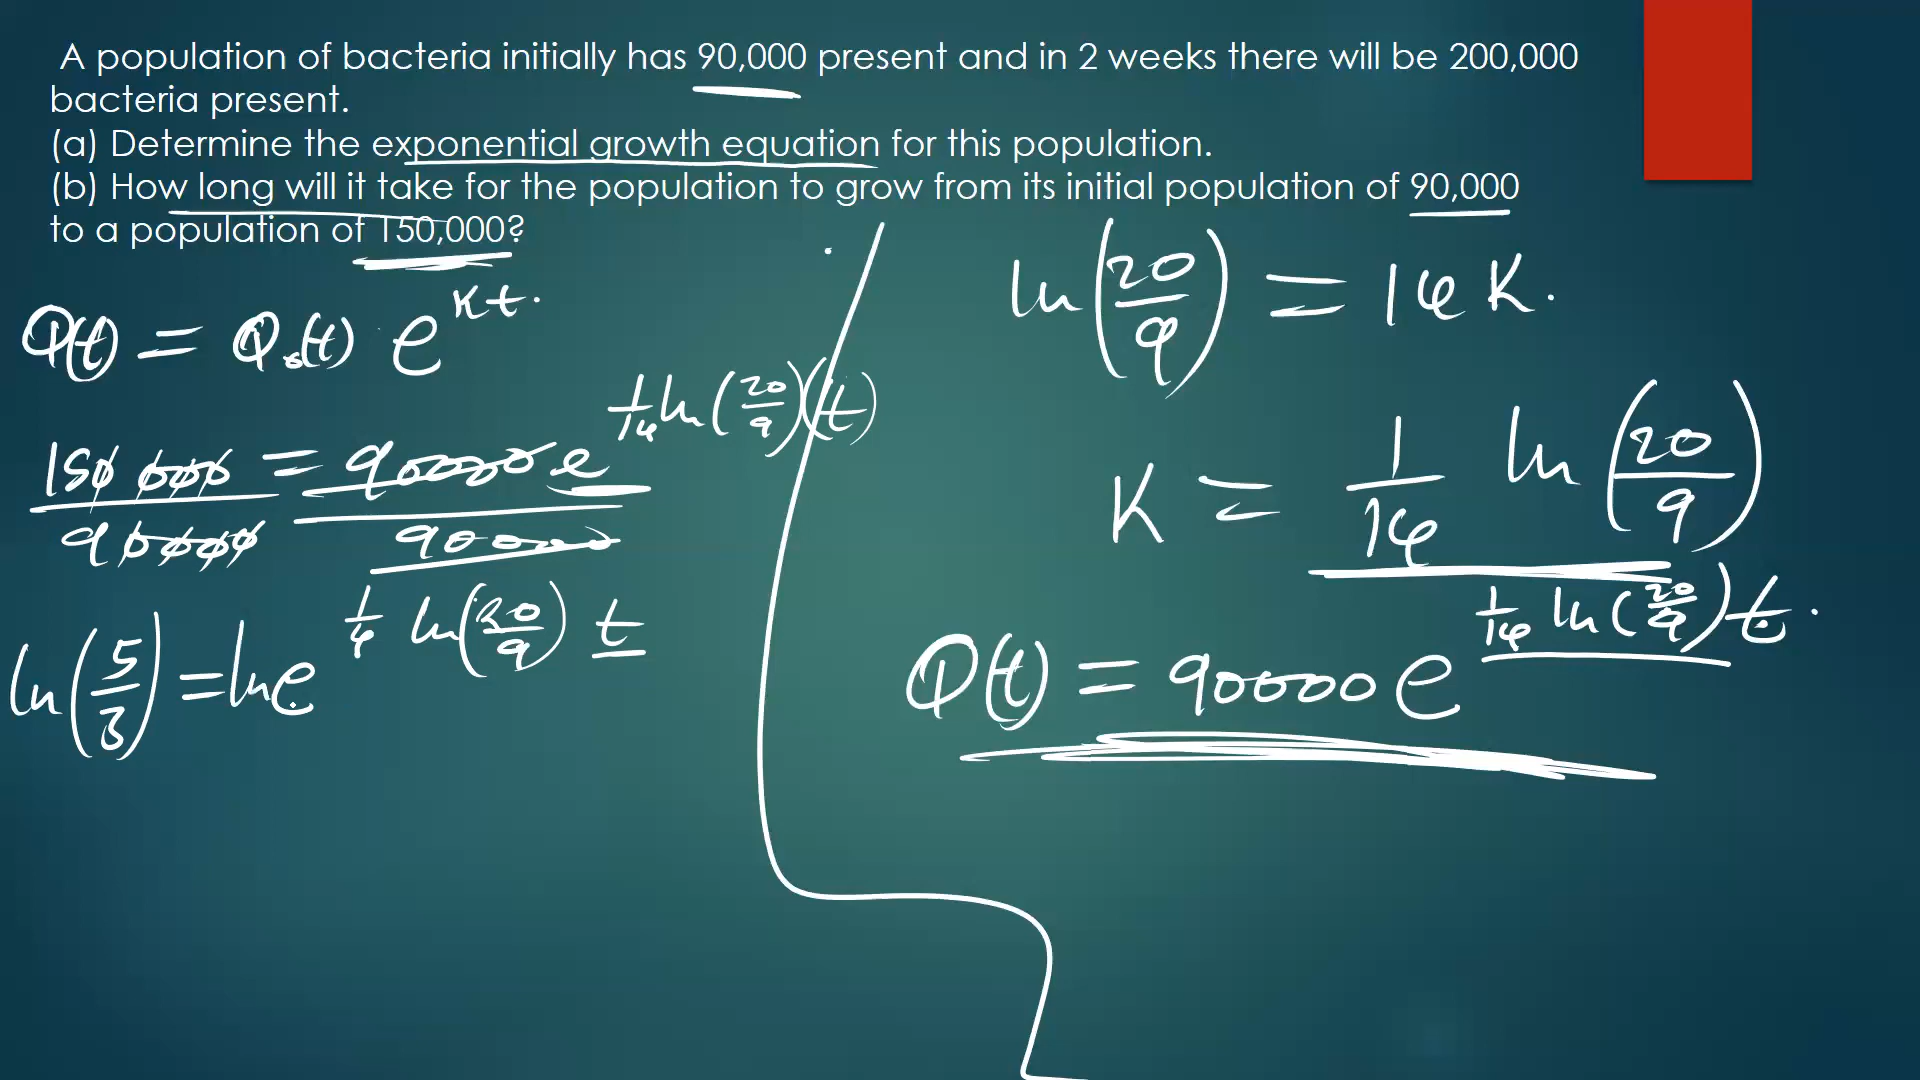 A population of bacteria initially has 90,000 present and in 2 weeks there will be 200,000
bacteria present.
(a) Determine the exponential growth equation for this population.
(b) How long will it take for the population to grow from its initial population of 90,000
to a population of 150,000?
Q(t) = Q₀(t) e^{kt}.
150 000 / 90000 = 90000 e^{1/14 ln(20/9)(t)} / 90000
ln(5/3) = ln e^{1/4 ln(20/9) t}
ln(20/9) = 14 K.
K = 1/14 ln(20/9)
Q(t) = 90000 e^{1/14 ln(20/9) t}.